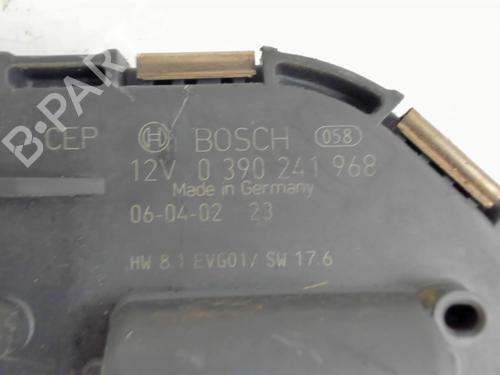 B-PARTS
CEP H BOSCH 058
12V 0 390 241 968
Made in Germany
06-04-02 23
HW 8.1 EVG01/ SW 17.6